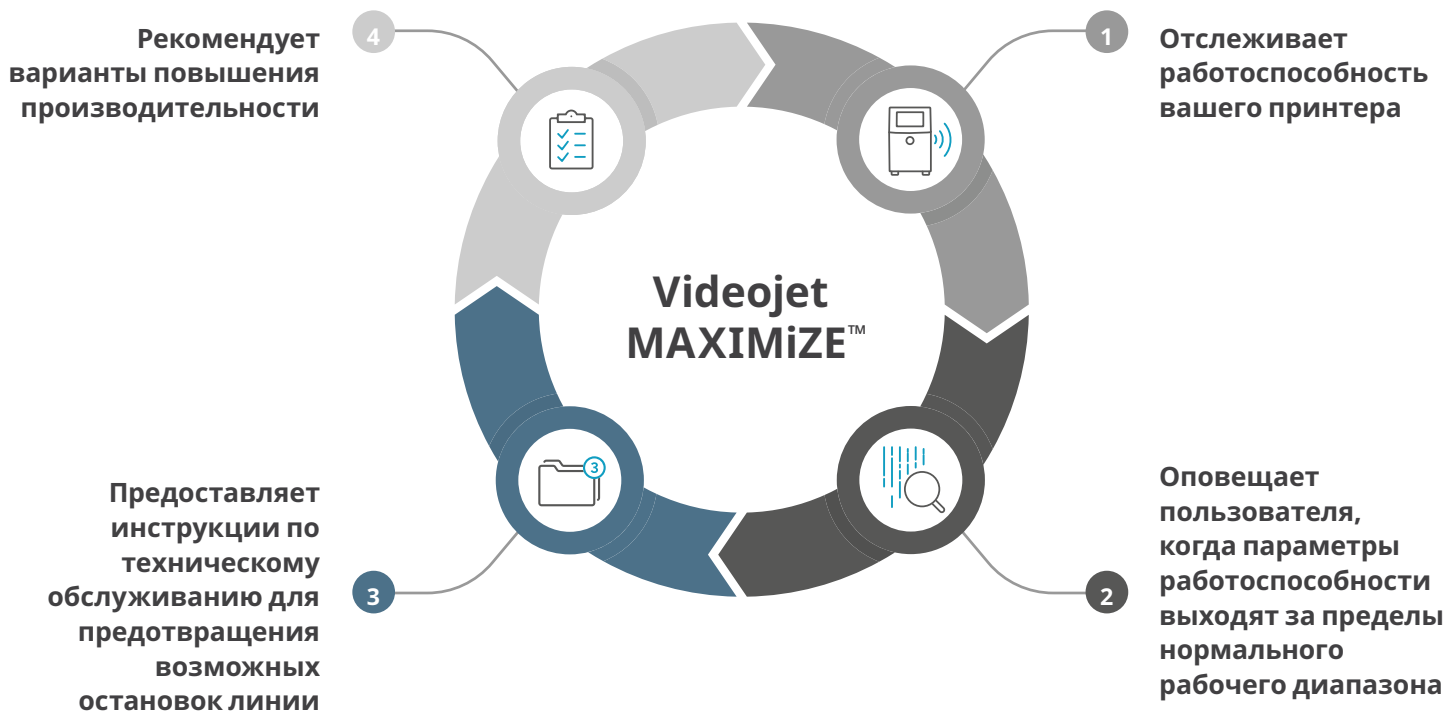 Videojet
MAXIMiZE™
1
Отслеживает
работоспособность
вашего принтера
2
Оповещает
пользователя,
когда параметры
работоспособности
выходят за пределы
нормального
рабочего диапазона
3
Предоставляет
инструкции по
техническому
обслуживанию для
предотвращения
возможных
остановок линии
3
4
Рекомендует
варианты повышения
производительности